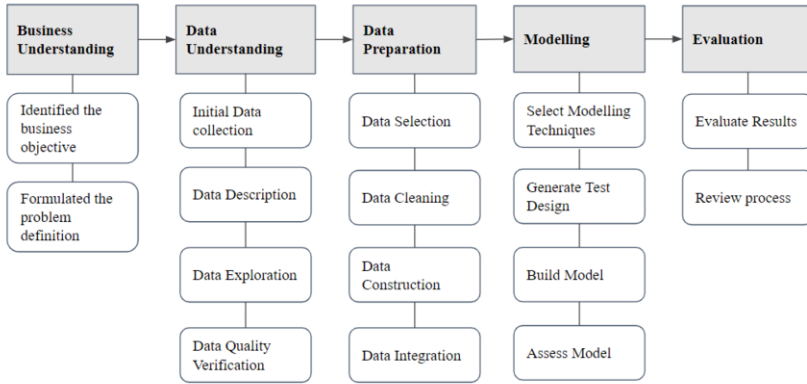 Business
Understanding
Data
Understanding
Data
Preparation
Modelling
Evaluation
Identified the
business
objective
Formulated the
problem
definition
Initial Data
collection
Data Description
Data Exploration
Data Quality
Verification
Data Selection
Data Cleaning
Data
Construction
Data Integration
Select Modelling
Techniques
Generate Test
Design
Build Model
Assess Model
Evaluate Results
Review process